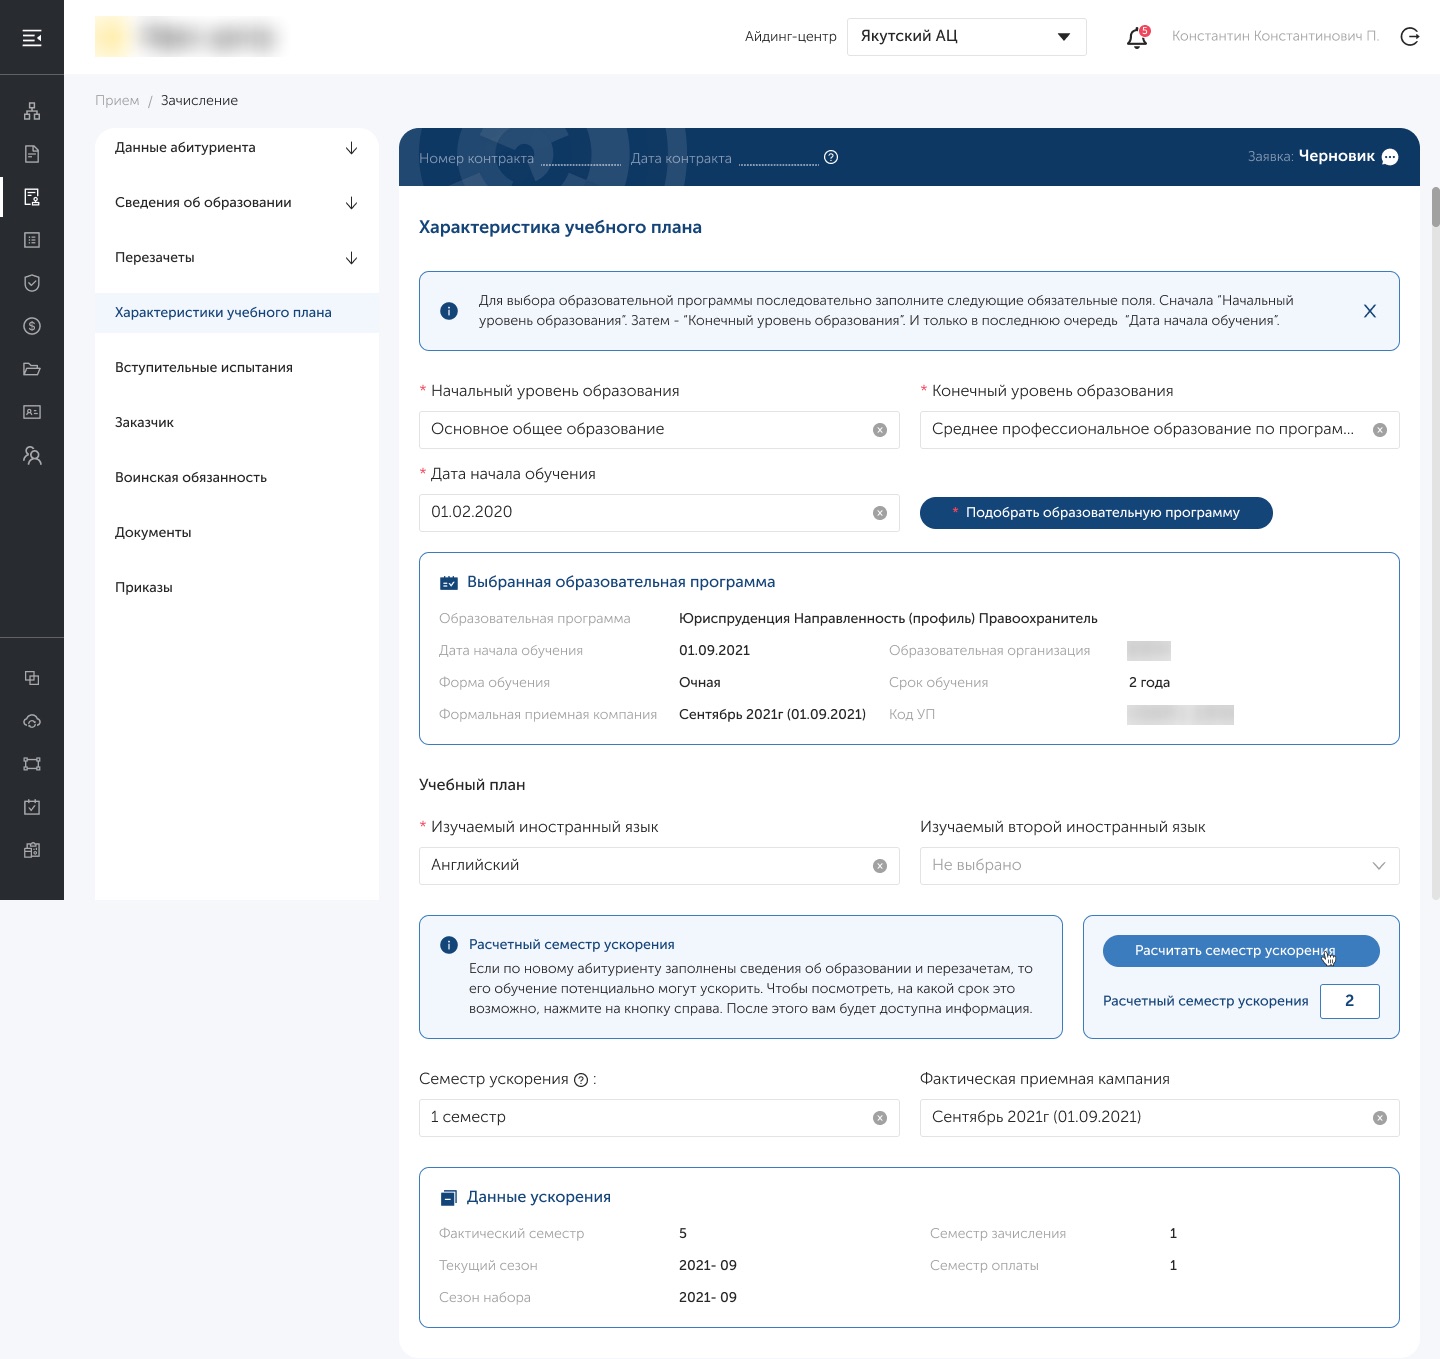 Айдинг-центр
Якутский АЦ
5
Константин Константинович П.
Прием / Зачисление
Данные абитуриента
Сведения об образовании
Перезачеты
Характеристики учебного плана
Вступительные испытания
Заказчик
Воинская обязанность
Документы
Приказы
Номер контракта
Дата контракта
Заявка: Черновик
Характеристика учебного плана
Для выбора образовательной программы последовательно заполните следующие обязательные поля. Сначала “Начальный
уровень образования”. Затем - “Конечный уровень образования”. И только в последнюю очередь “Дата начала обучения”.
* Начальный уровень образования
Основное общее образование
* Конечный уровень образования
Среднее профессиональное образование по програм...
* Дата начала обучения
01.02.2020
* Подобрать образовательную программу
Выбранная образовательная программа
Образовательная программа
Юриспруденция Направленность (профиль) Правоохранитель
Дата начала обучения
01.09.2021
Образовательная организация
Форма обучения
Очная
Срок обучения
2 года
Формальная приемная компания
Сентябрь 2021г (01.09.2021)
Код УП
Учебный план
* Изучаемый иностранный язык
Английский
Изучаемый второй иностранный язык
Не выбрано
Расчетный семестр ускорения
Если по новому абитуриенту заполнены сведения об образовании и перезачетам, то
его обучение потенциально могут ускорить. Чтобы посмотреть, на какой срок это
возможно, нажмите на кнопку справа. После этого вам будет доступна информация.
Расчитать семестр ускорения
Расчетный семестр ускорения
2
Семестр ускорения :
1 семестр
Фактическая приемная кампания
Сентябрь 2021г (01.09.2021)
Данные ускорения
Фактический семестр
5
Семестр зачисления
1
Текущий сезон
2021- 09
Семестр оплаты
1
Сезон набора
2021- 09